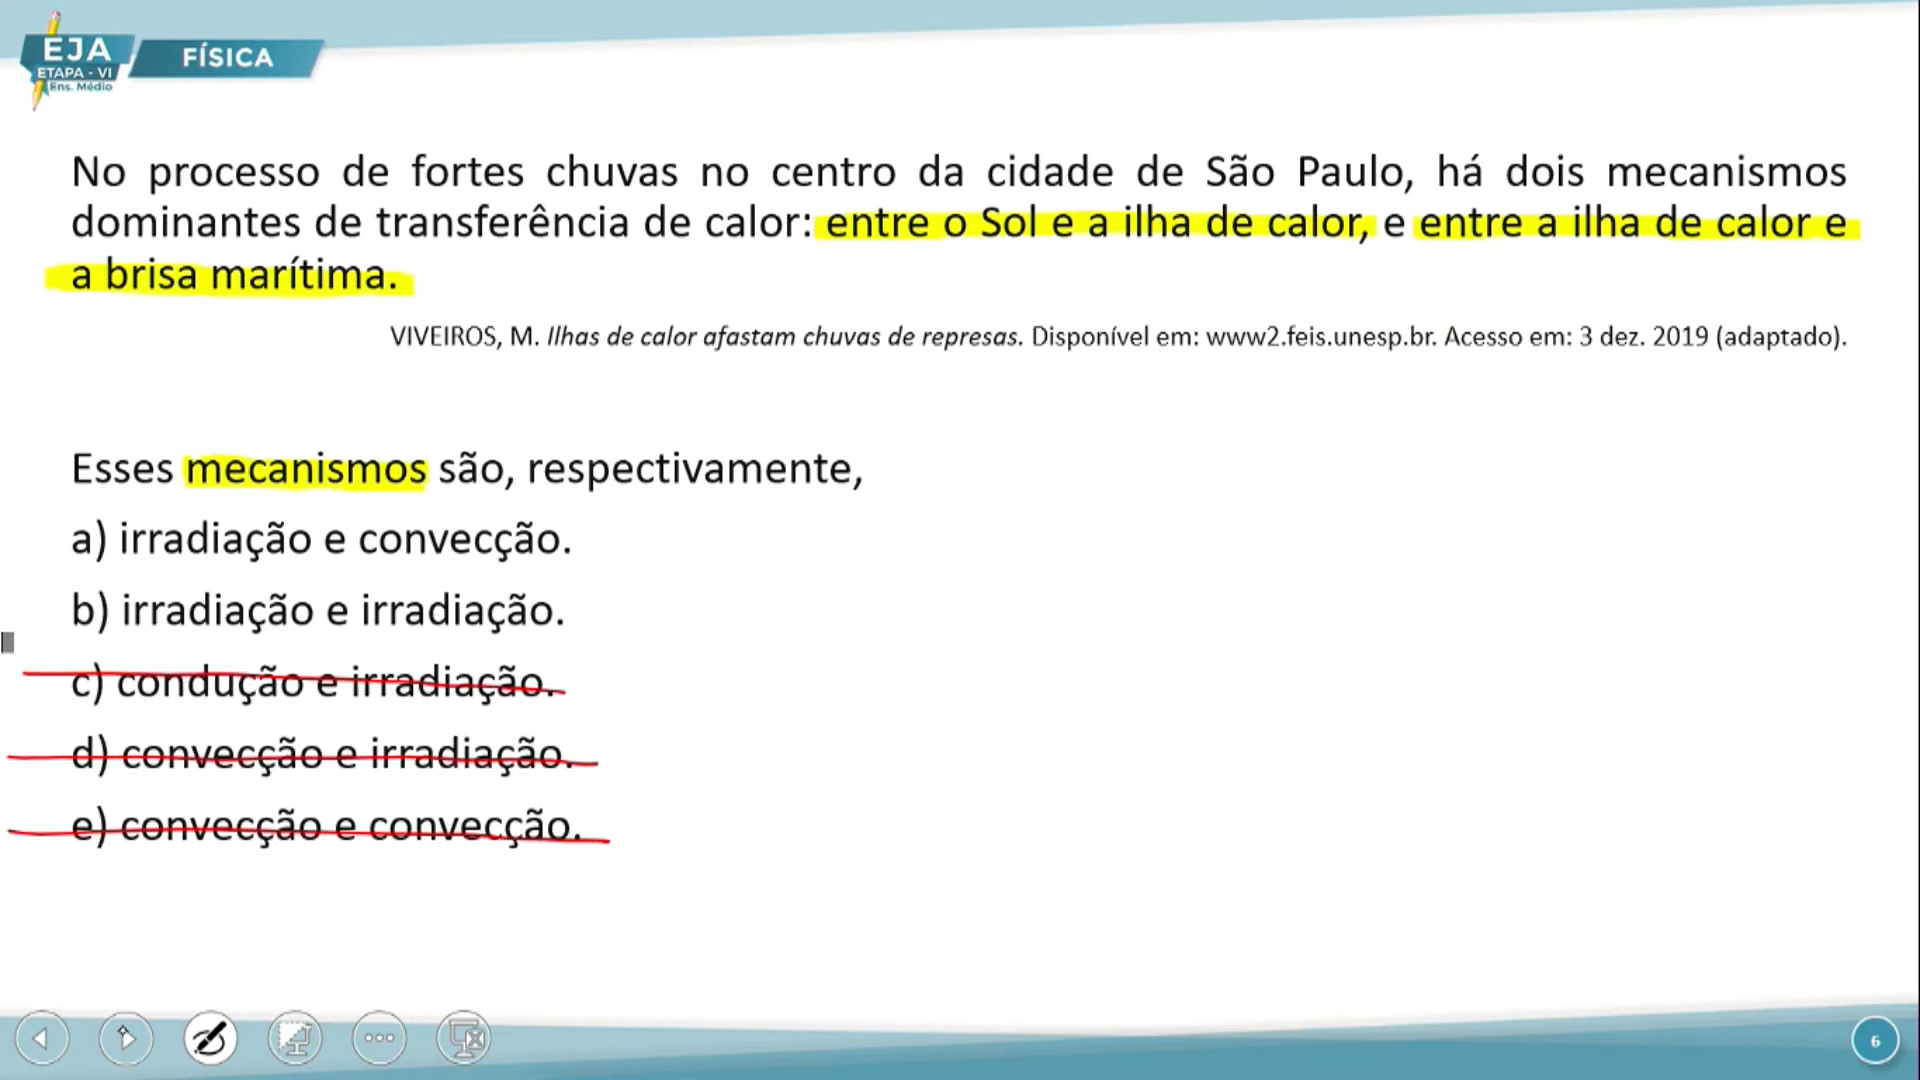 EJA
ETAPA - VI
Ens. Médio
FÍSICA
No processo de fortes chuvas no centro da cidade de São Paulo, há dois mecanismos
dominantes de transferência de calor: entre o Sol e a ilha de calor, e entre a ilha de calor e
a brisa marítima.
VIVEIROS, M. Ilhas de calor afastam chuvas de represas. Disponível em: www2.feis.unesp.br. Acesso em: 3 dez. 2019 (adaptado).
Esses mecanismos são, respectivamente,
a) irradiação e convecção.
b) irradiação e irradiação.
c) condução e irradiação.
d) convecção e irradiação.
e) convecção e convecção.
6